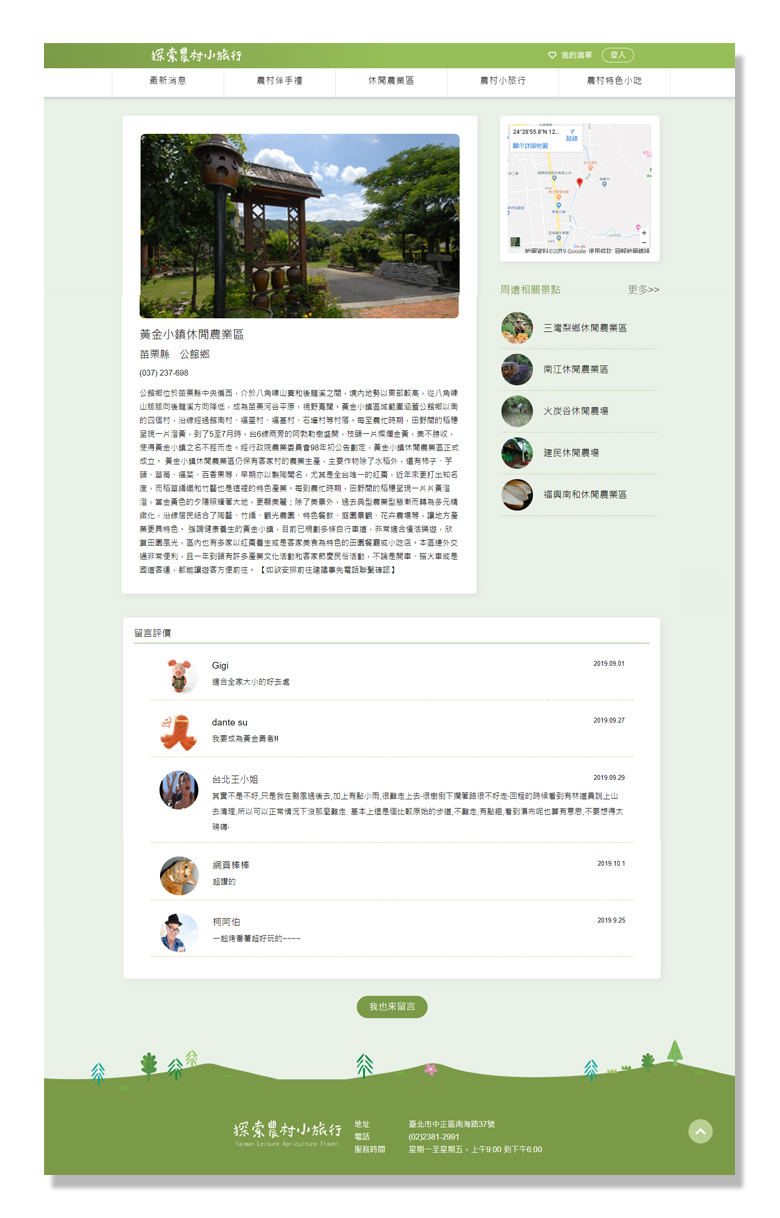 探索農村小旅行
我的清單
登入
最新消息
農村伴手禮
休閒農業區
農村小旅行
農村特色小吃
24°28'55.8"N 12...
路線
顯示詳細地圖
地圖資料©2019 Google 使用條款 回報地圖錯誤
黃金小鎮休閒農業區
苗栗縣 公館鄉
(037) 237-698
公館鄉位於苗栗縣中央偏西，介於八角崠山賽和後龍溪之間，境內地勢以東部較高。從八角崠
山脈脈向後龍溪方向降低，成為苗栗河谷平原，視野寬闊。黃金小鎮區域範圍涵蓋公館鄉以南
的四個村，沿線經過館南村、福星村、福基村、石墻村等村落。每至農忙時期，田野間的稻穗
呈現一片澄黃，到了5至7月時，台6線兩旁的阿勃勒樹盛開，枝頭一片燦爛金黃，美不勝收，
使得黃金小鎮之名不脛而走。經行政院農業委員會98年初公告劃定，黃金小鎮休閒農業區正式
成立。 黃金小鎮休閒農業區仍保有客家村的農業生產，主要作物除了水稻外，還有柿子、芋
頭、草莓、福菜、百香果等，早期亦以製陶聞名，尤其是全台唯一的紅棗，近年來更打出知名
度，而稻草編織和竹藝也是這裡的特色產業。每到農忙時期，田野間的稻穗呈現一片片黃澄
澄，當金黃色的夕陽照耀著大地，更顯美麗；除了美景外，過去典型農業型態漸而轉為多元精
緻化，沿線居民結合了陶藝、竹編、觀光農園、特色餐飲、庭園景觀、花卉農場等，讓地方產
業更具特色。 強調健康養生的黃金小鎮，目前已規劃多條自行車道，非常適合慢活樂遊，欣
賞田園風光，區內也有多家以紅棗養生或是客家美食為特色的田園餐廳或小吃店。本區連外交
通非常便利，且一年到頭有許多產業文化活動和客家節慶民俗活動，不論是開車、搭火車或是
國道客運，都能讓遊客方便前往。 【如欲安排前往建議事先電話聯繫確認】
周遭相關景點
更多>>
三灣梨鄉休閒農業區
南江休閒農業區
火炭谷休閒農場
建民休閒農場
福興南和休閒農業區
留言評價
Gigi
2019.09.01
適合全家大小的好去處
dante su
2019.09.27
我要成為黃金勇者!!
台北王小姐
2019.09.29
其實不是不好,只是我在颱風過後去,加上有點小雨,很難走上去-很樹倒下攔著路很不好走-回程的時候看到有林道員說上山
去清理,所以可以正常情況下沒那麼難走. 基本上這是個比較原始的步道,不難走,有點趣,看到瀑布呢也算有意思,不要想得太
磅礴-
網頁棒棒
2019.10.1
超讚的
柯阿伯
2019.9.25
一起烤番薯超好玩的~~~~
我也來留言
探索農村小旅行
Taiwan Leisure Agriculture Travel
地址 臺北市中正區南海路37號
電話 (02)2381-2991
服務時間 星期一至星期五，上午9:00 到下午6:00